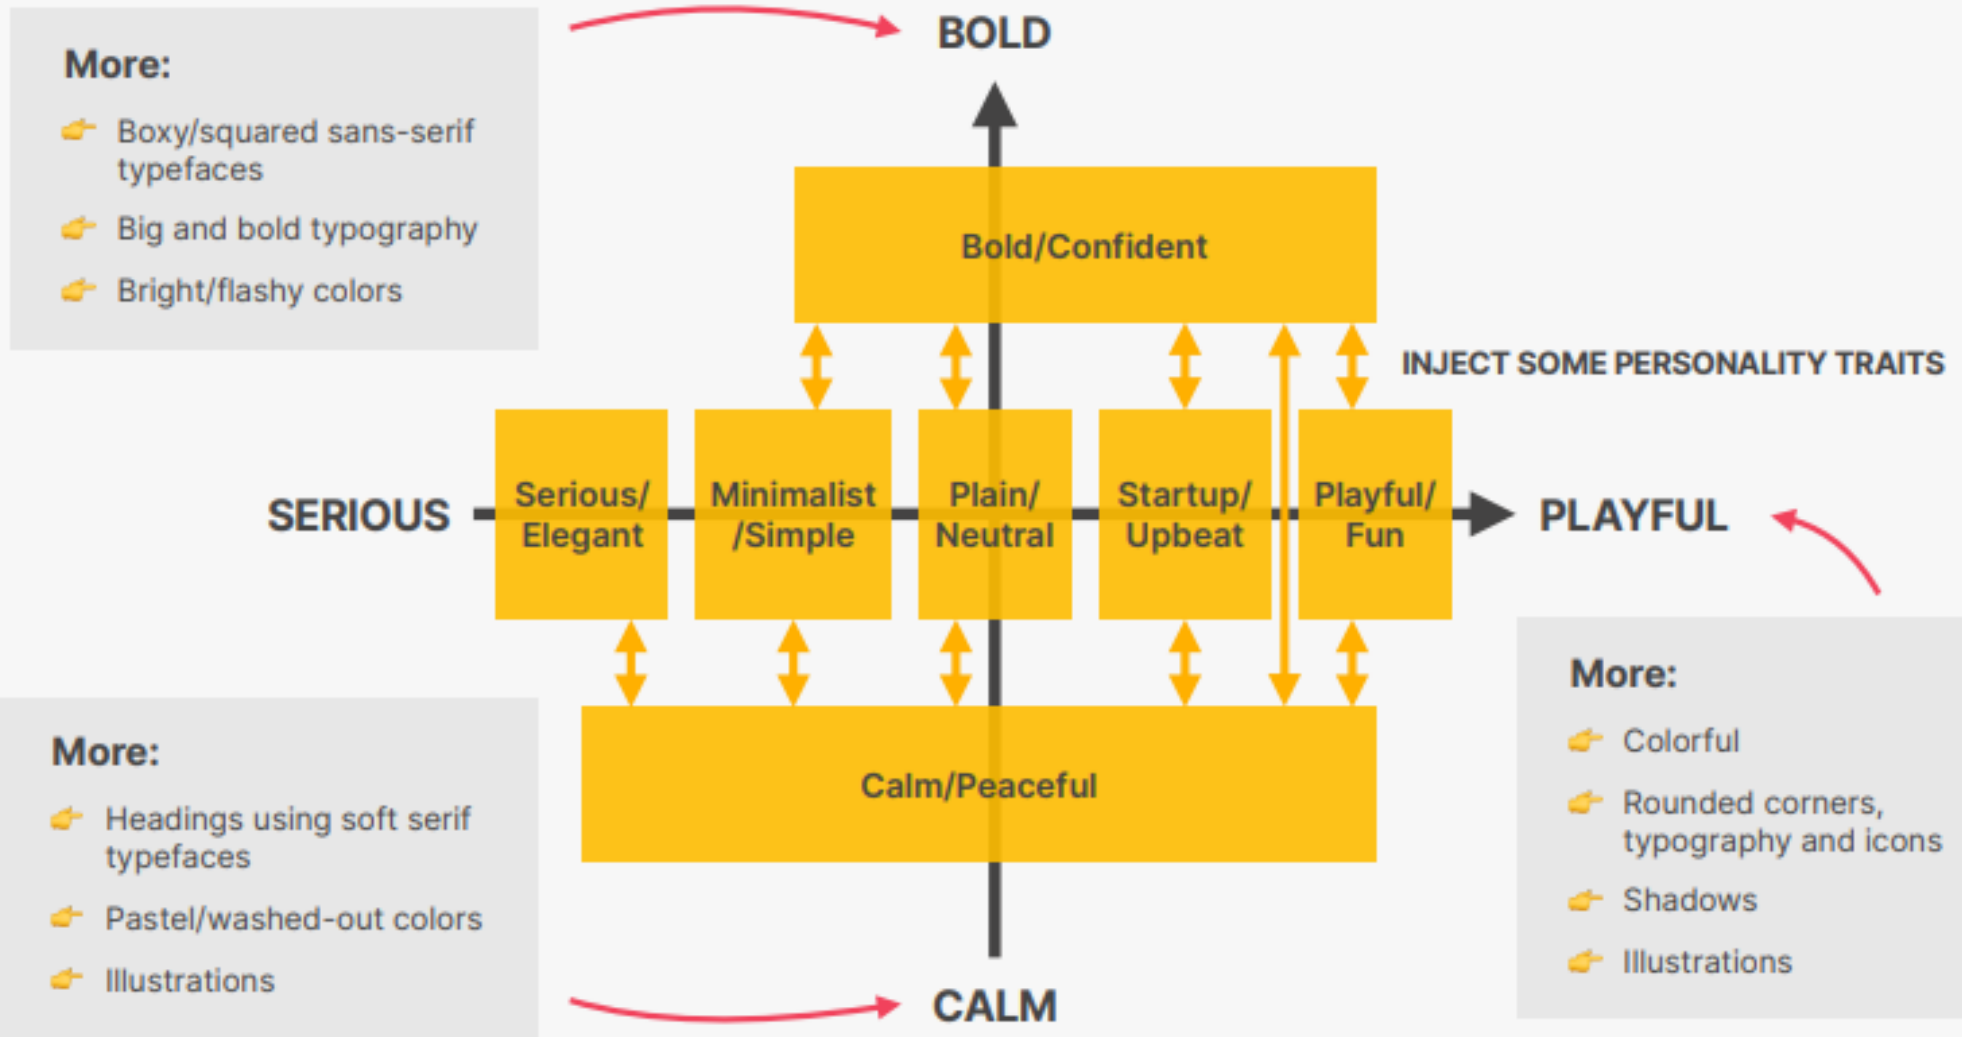 BOLD
More:
Boxy/squared sans-serif
typefaces
Big and bold typography
Bright/flashy colors
Bold/Confident
INJECT SOME PERSONALITY TRAITS
SERIOUS
Serious/
Elegant
Minimalist
/Simple
Plain/
Neutral
Startup/
Upbeat
Playful/
Fun
PLAYFUL
More:
Headings using soft serif
typefaces
Pastel/washed-out colors
Illustrations
Calm/Peaceful
More:
Colorful
Rounded corners,
typography and icons
Shadows
Illustrations
CALM